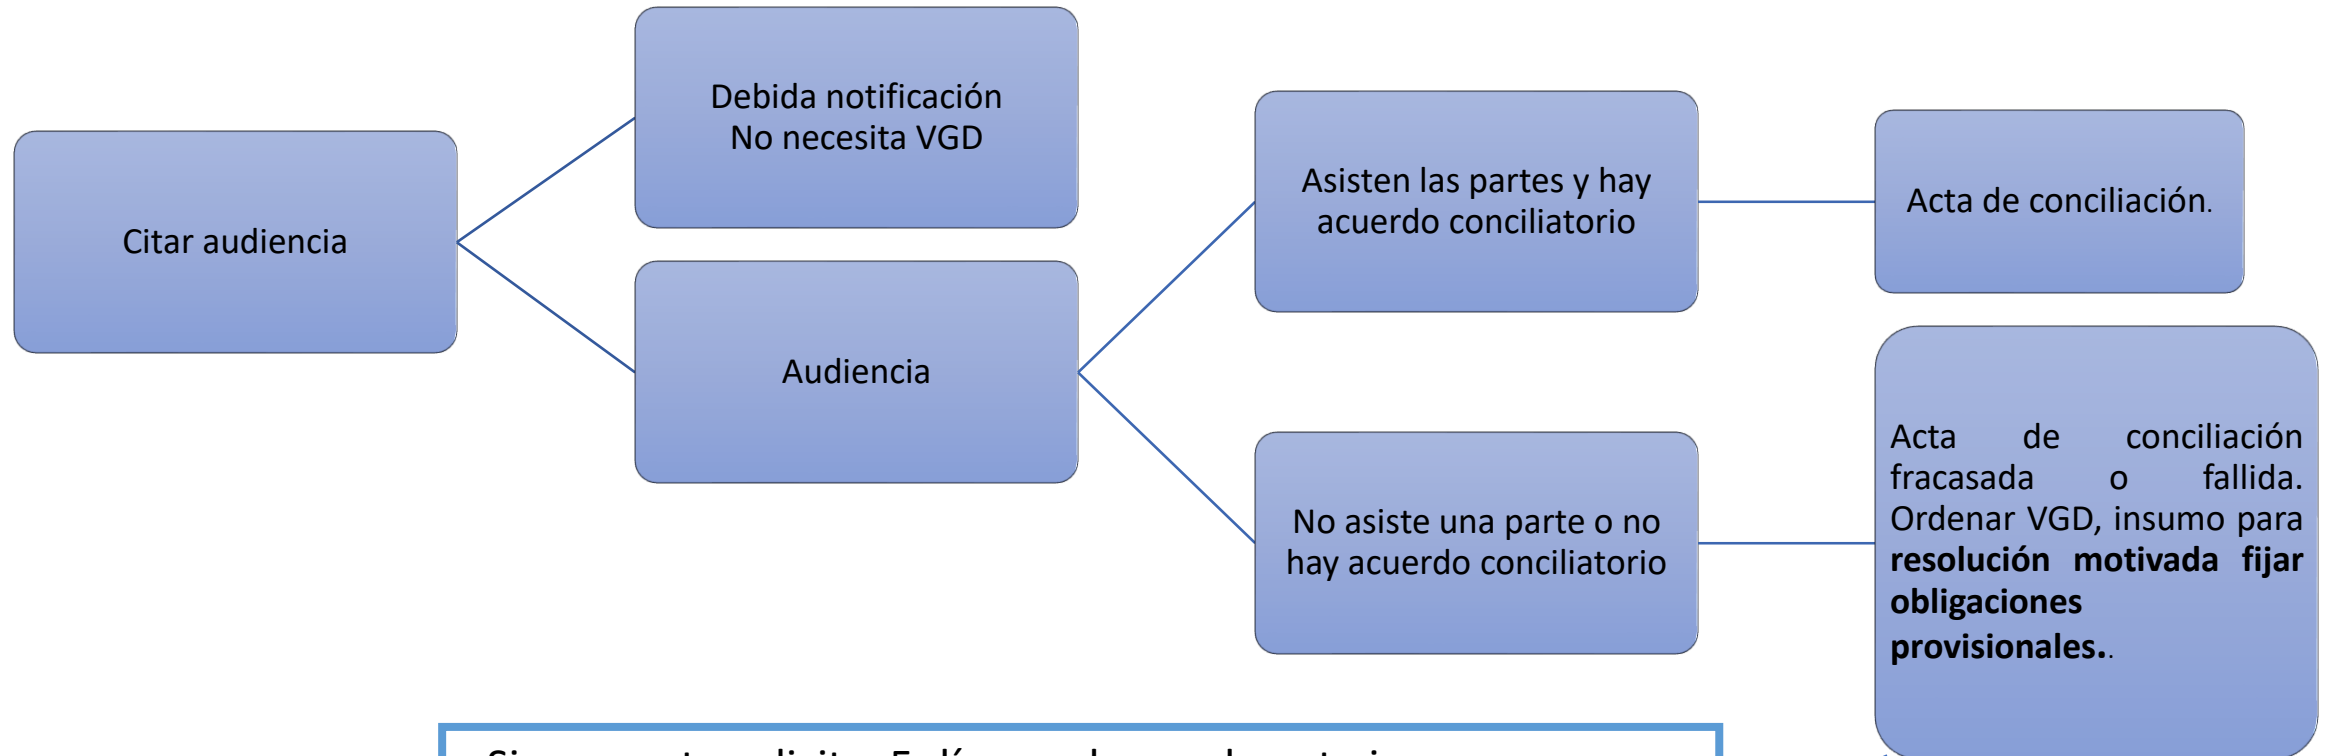 Citar audiencia
Debida notificación
No necesita VGD
Audiencia
Asisten las partes y hay
acuerdo conciliatorio
No asiste una parte o no
hay acuerdo conciliatorio
Acta de conciliación.
Acta de conciliación
fracasada o fallida.
Ordenar VGD, insumo para
resolución motivada fijar
obligaciones
provisionales..